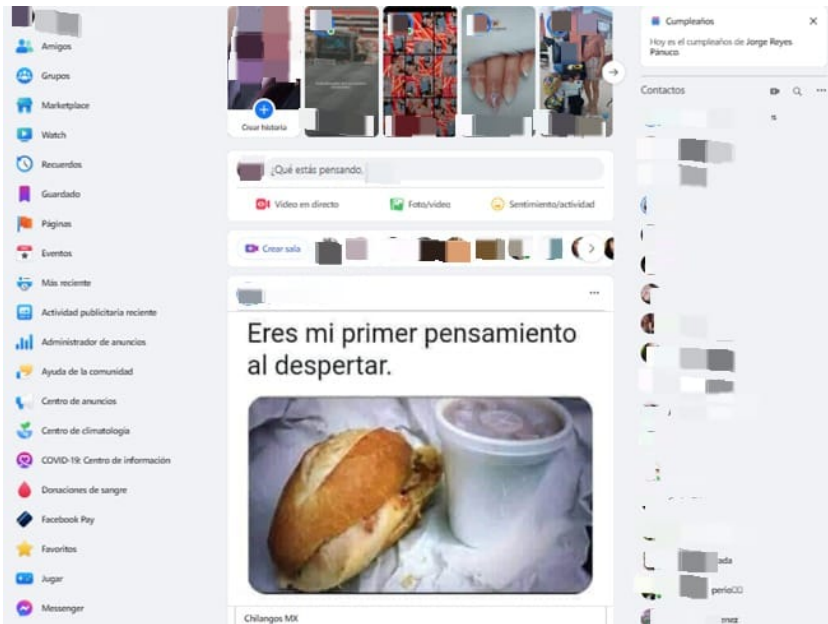 Amigos
Grupos
Marketplace
Watch
Recuerdos
Guardado
Páginas
Eventos
Más reciente
Actividad publicitaria reciente
Administrador de anuncios
Ayuda de la comunidad
Centro de anuncios
Centro de climatología
COVID-19: Centro de información
Donaciones de sangre
Facebook Pay
Favoritos
Jugar
Messenger
Crear historia
¿Qué estás pensando,
Video en directo
Foto/video
Sentimiento/actividad
Crear sala
Eres mi primer pensamiento
al despertar.
Chilangos MX
Cumpleaños
Hoy es el cumpleaños de Jorge Reyes
Pánuco.
Contactos
ada
perio